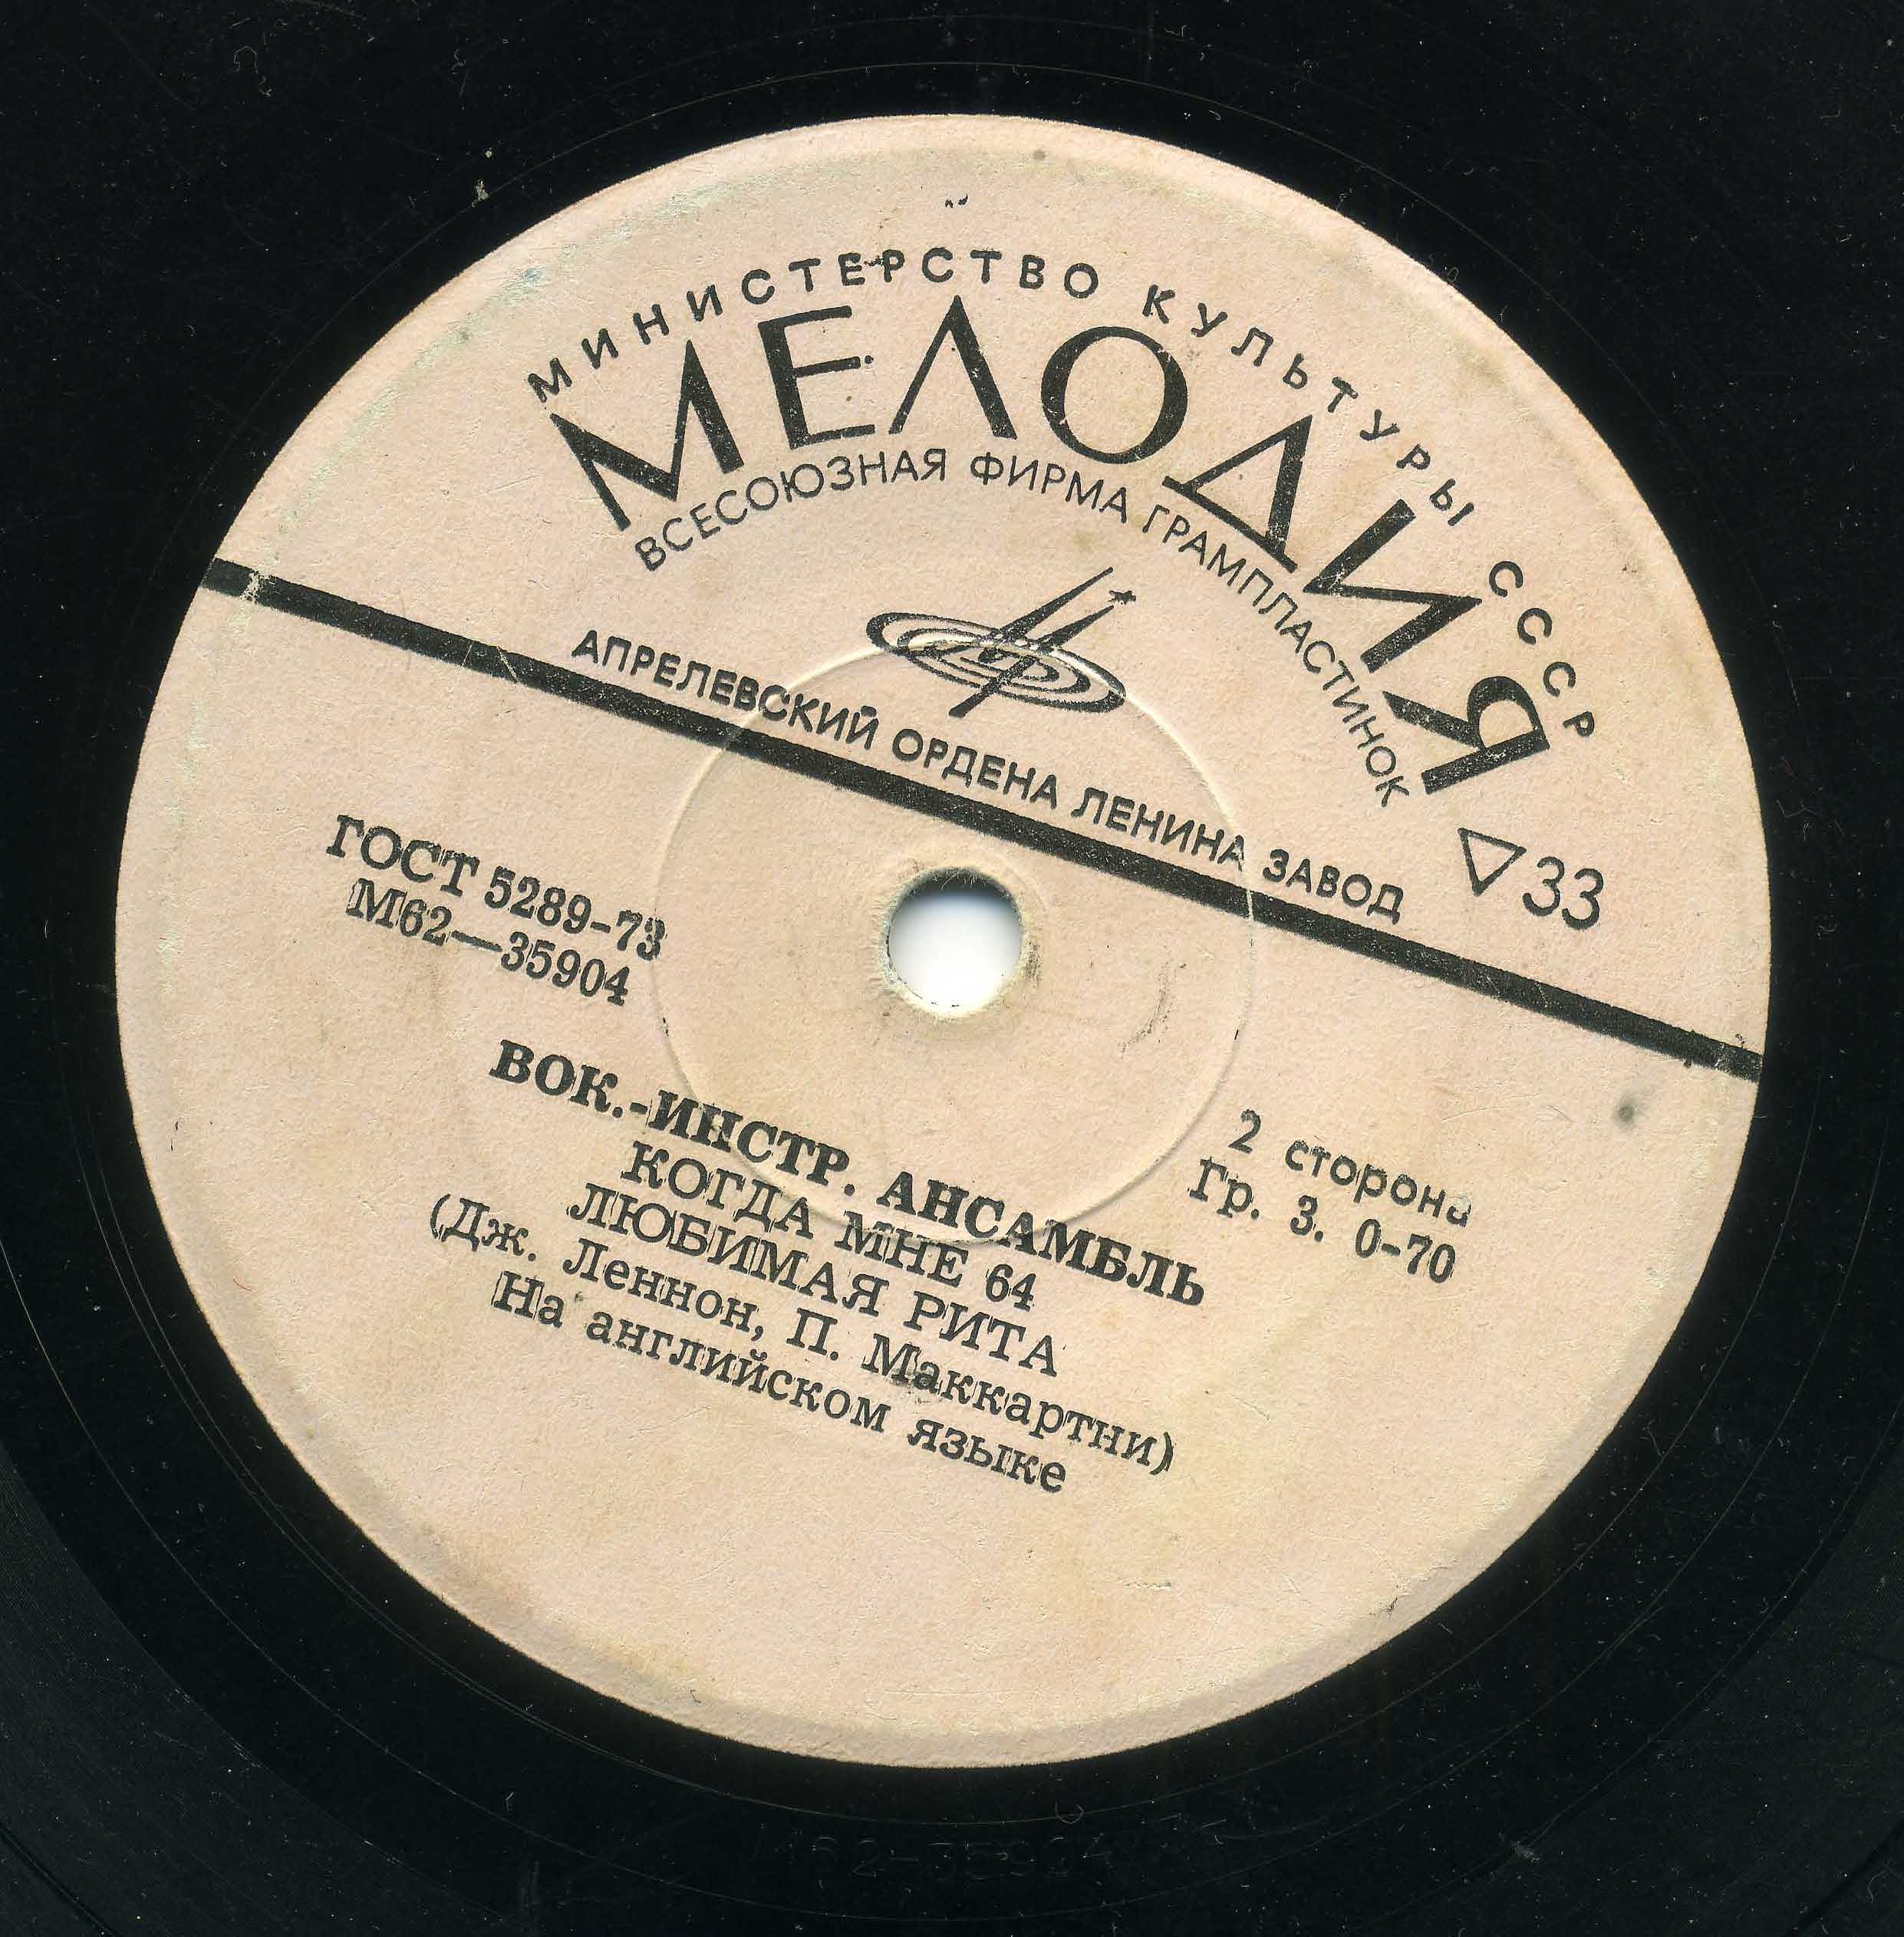 МИНИСТЕРСТВО КУЛЬТУРЫ СССР
МЕЛОДИЯ
ВСЕСОЮЗНАЯ ФИРМА ГРАМПЛАСТИНОК
АПРЕЛЕВСКИЙ ОРДЕНА ЛЕНИНА ЗАВОД
▽33
ГОСТ 5289-73
М62—35904
2 сторона
Гр. 3. 0-70
ВОК.-ИНСТР. АНСАМБЛЬ
КОГДА МНЕ 64
ЛЮБИМАЯ РИТА
(Дж. Леннон, П. Маккартни)
На английском языке